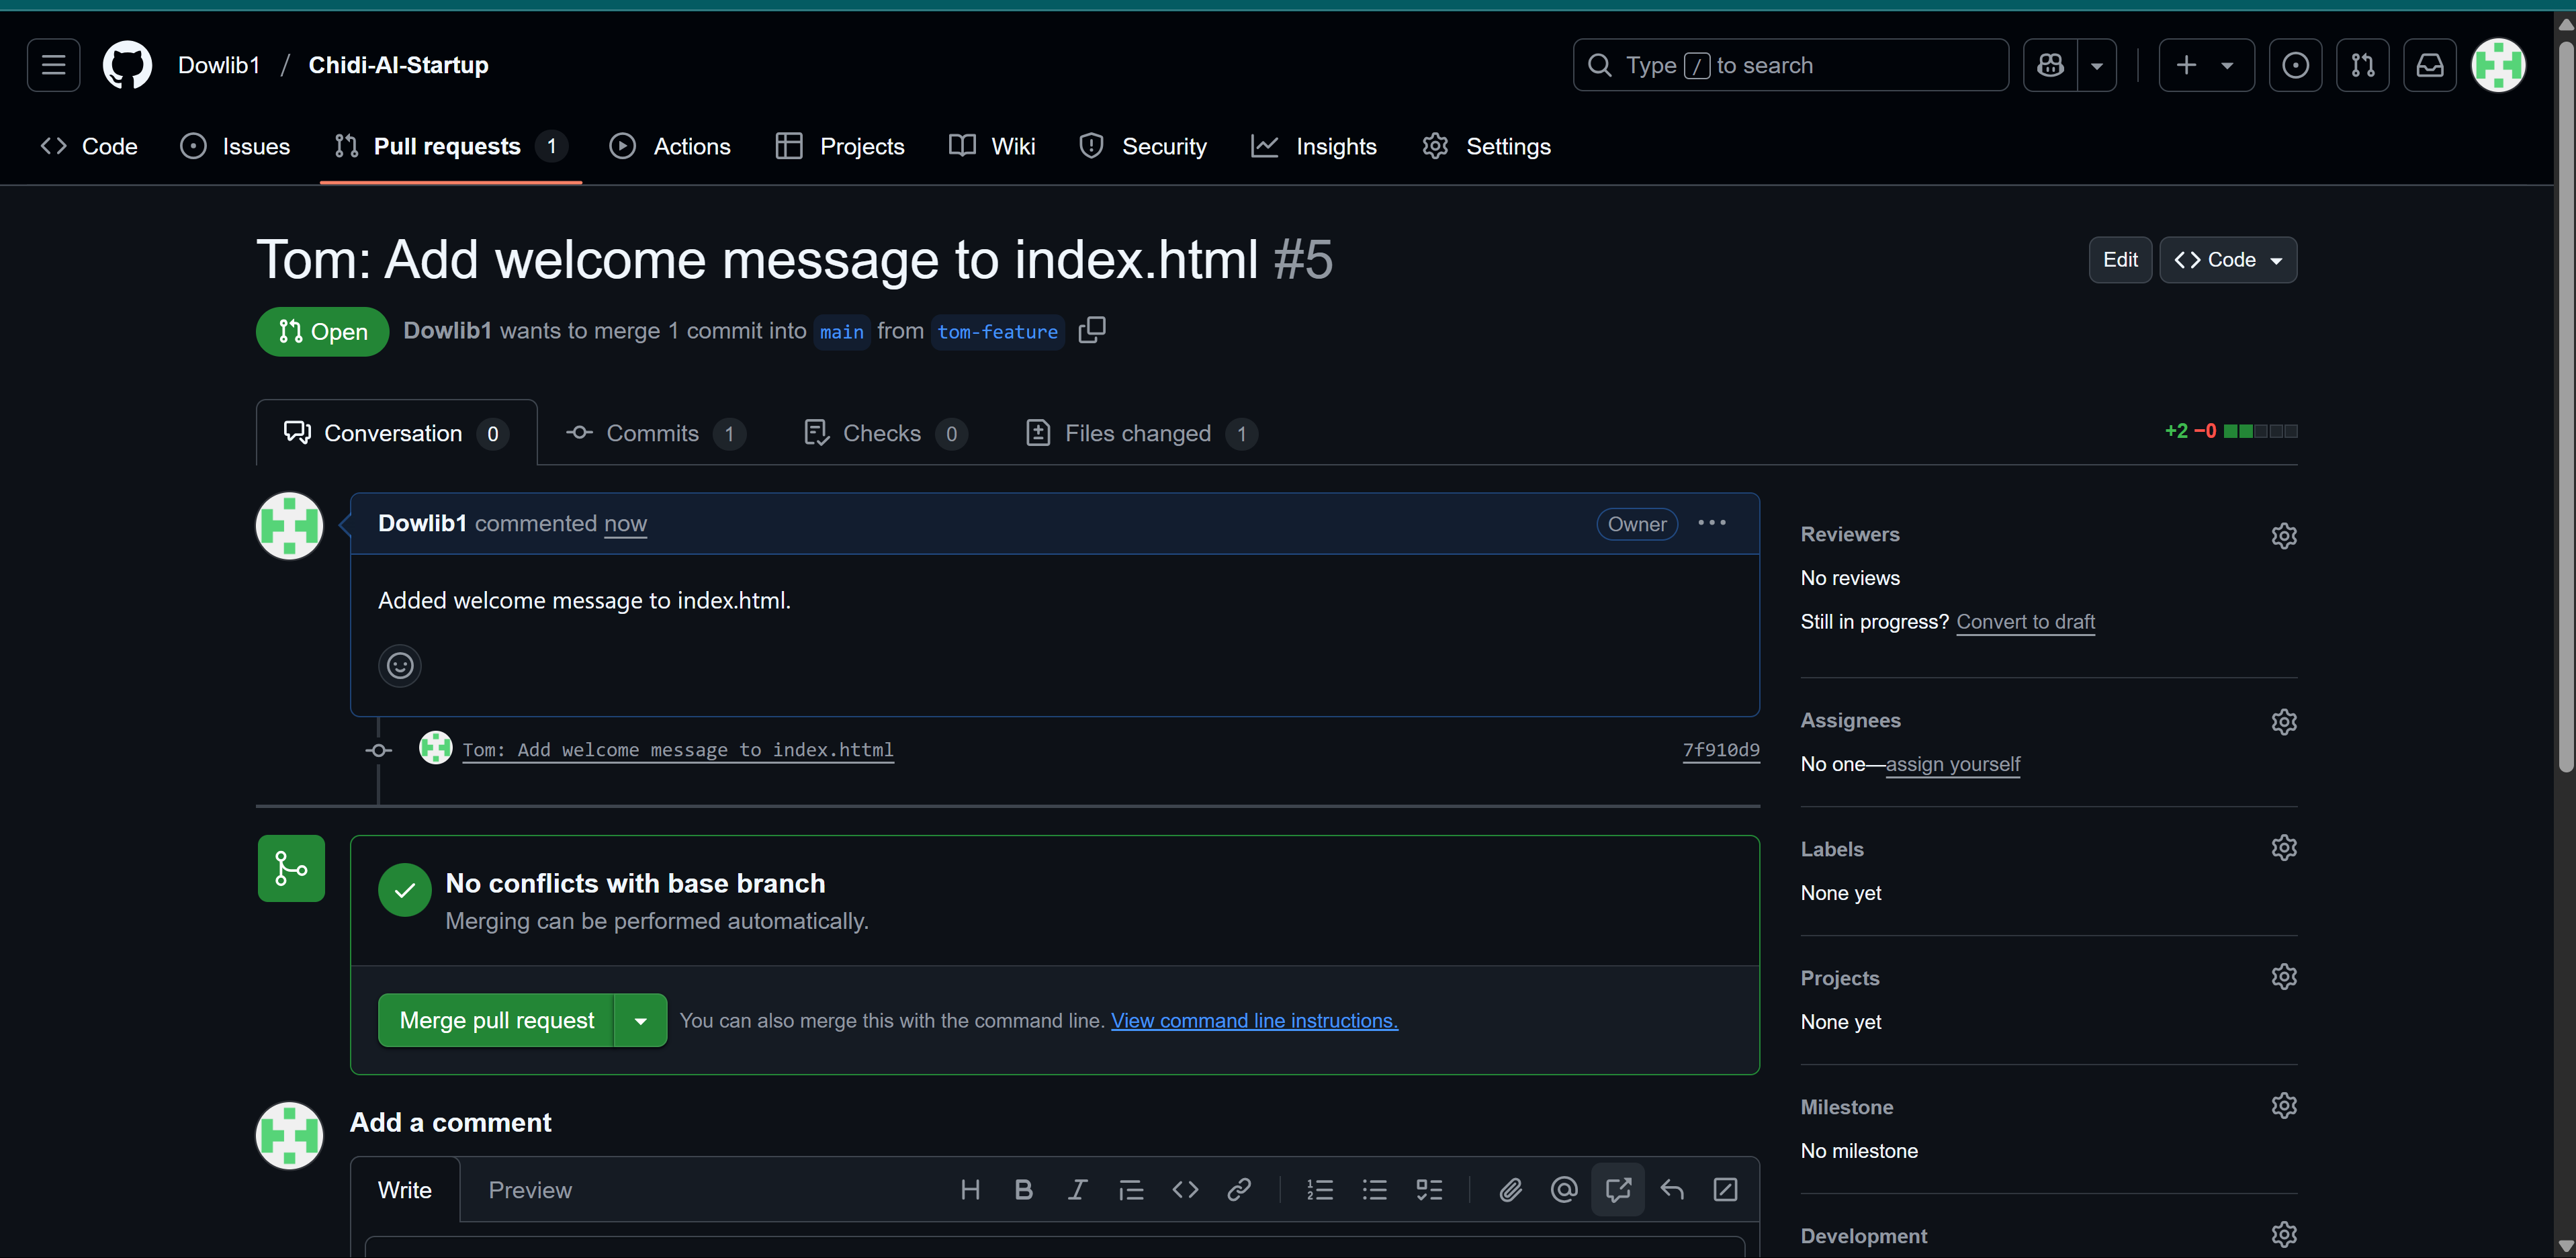 Dowlib1 / Chidi-AI-Startup
Type / to search
Code
Issues
Pull requests 1
Actions
Projects
Wiki
Security
Insights
Settings
Tom: Add welcome message to index.html #5
Edit
Code
Open
Dowlib1 wants to merge 1 commit into main from tom-feature
Conversation 0
Commits 1
Checks 0
Files changed 1
+2 −0
Dowlib1 commented now
Owner
Added welcome message to index.html.
Tom: Add welcome message to index.httml
7f910d9
No conflicts with base branch
Merging can be performed automatically.
Merge pull request
You can also merge this with the command line. View command line instructions.
Add a comment
Write
Preview
Reviewers
No reviews
Still in progress? Convert to draft
Assignees
No one—assign yourself
Labels
None yet
Projects
None yet
Milestone
No milestone
Development